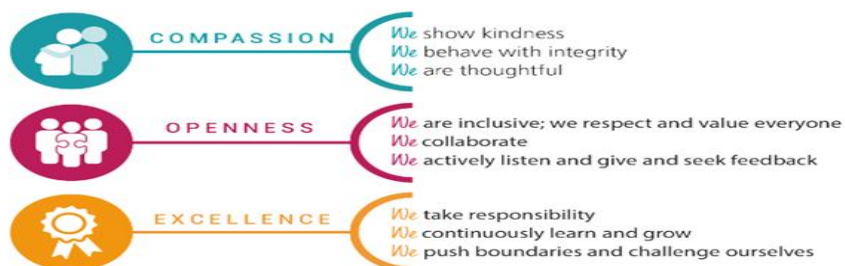 COMPASSION
We show kindness
We behave with integrity
We are thoughtful
OPENNESS
We are inclusive; we respect and value everyone
We collaborate
We actively listen and give and seek feedback
EXCELLENCE
We take responsibility
We continuously learn and grow
We push boundaries and challenge ourselves